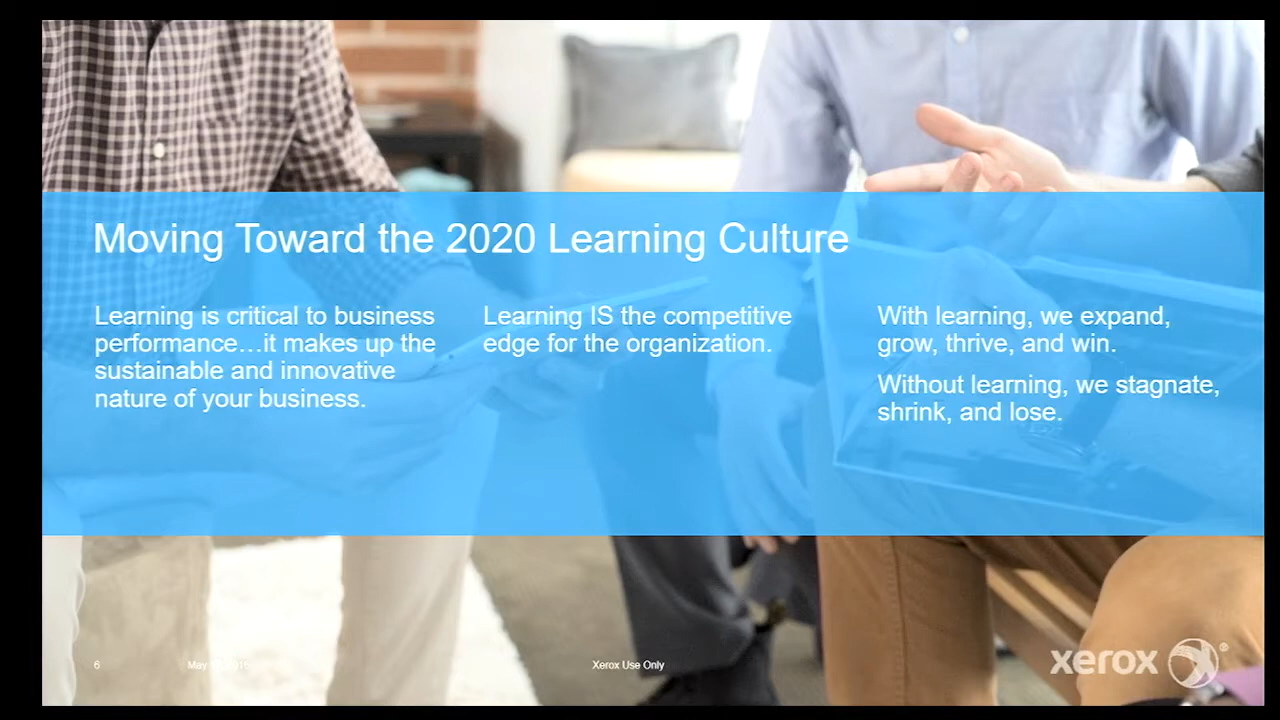 Moving Toward the 2020 Learning Culture
Learning is critical to business
performance…it makes up the
sustainable and innovative
nature of your business.
Learning IS the competitive
edge for the organization.
With learning, we expand,
grow, thrive, and win.
Without learning, we stagnate,
shrink, and lose.
6
May
Xerox Use Only
xerox ®